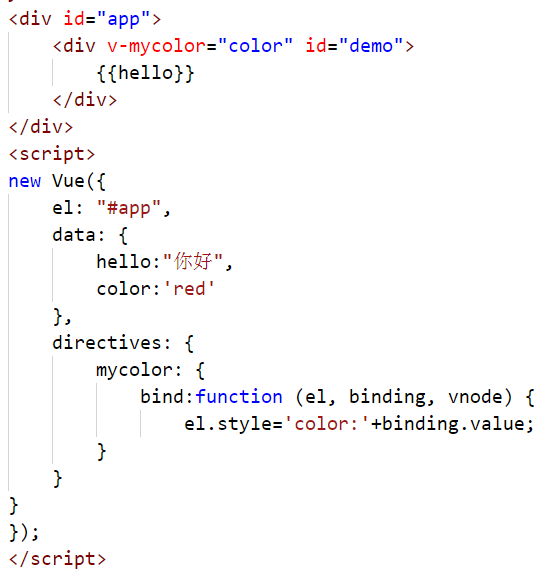 <div id="app">
    <div v-mycolor="color" id="demo">
        {{hello}}
    </div>
</div>
<script>
new Vue({
    el: "#app",
    data: {
        hello:"你好",
        color:'red'
    },
    directives: {
        mycolor: {
            bind:function (el, binding, vnode) {
                el.style='color:'+binding.value;
        }
    }
}
});
</script>